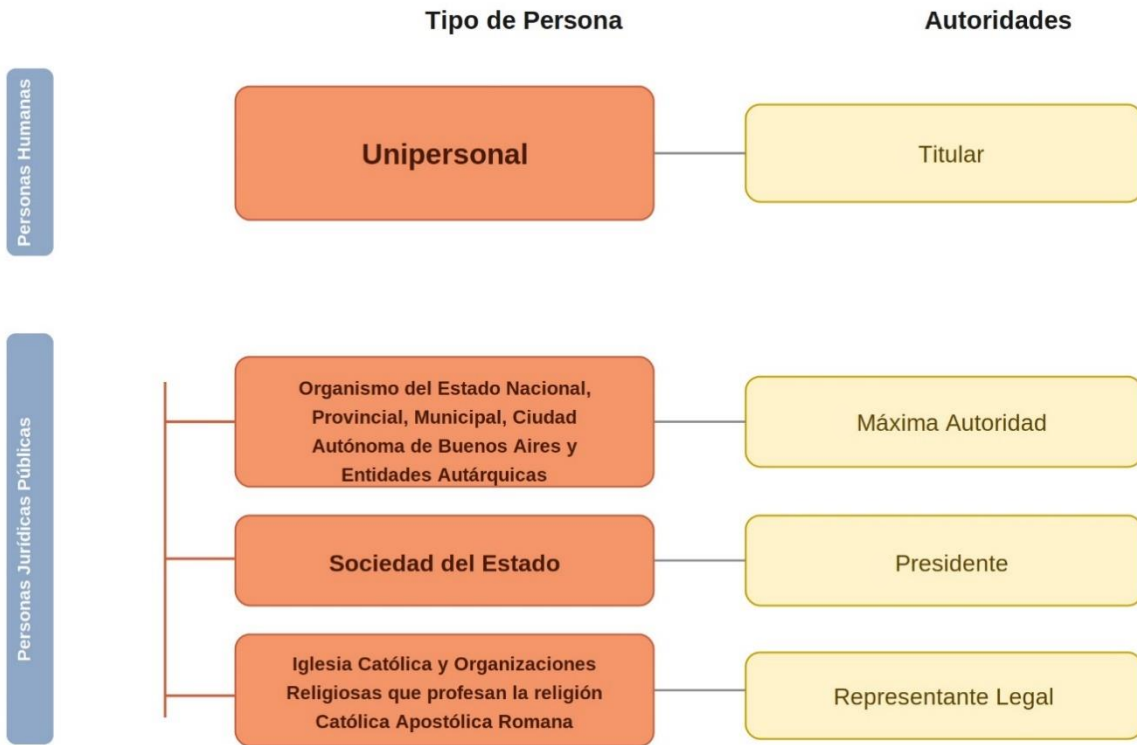 Tipo de Persona
Autoridades
Personas Humanas
Unipersonal
Titular
Personas Jurídicas Públicas
Organismo del Estado Nacional,
Provincial, Municipal, Ciudad
Autónoma de Buenos Aires y
Entidades Autárquicas
Máxima Autoridad
Sociedad del Estado
Presidente
Iglesia Católica y Organizaciones
Religiosas que profesan la religión
Católica Apostólica Romana
Representante Legal